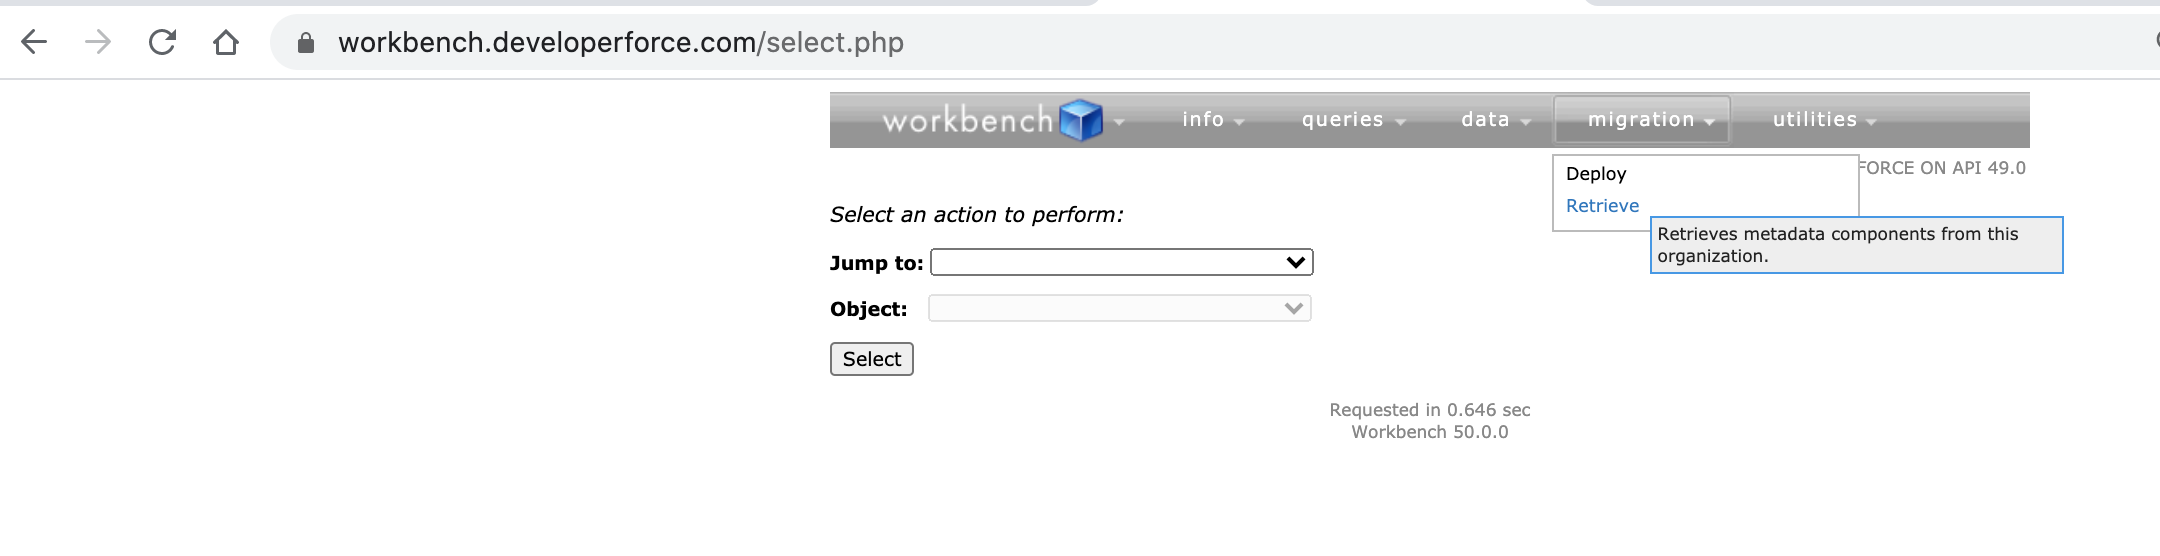 workbench.developerforce.com/select.php
workbench info queries data migration utilities
Deploy
FORCE ON API 49.0
Retrieve
Retrieves metadata components from this
organization.
Select an action to perform:
Jump to:
Object:
Select
Requested in 0.646 sec
Workbench 50.0.0